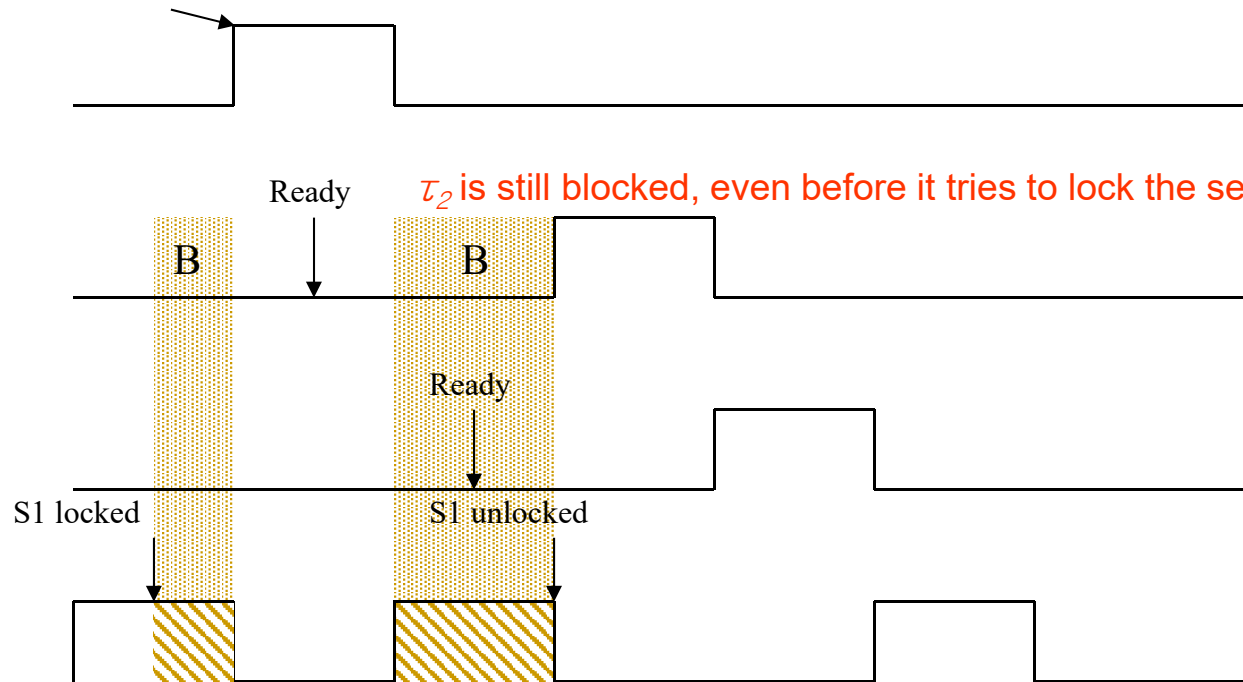 Ready
τ2 is still blocked, even before it tries to lock the se
B
B
Ready
S1 locked
S1 unlocked